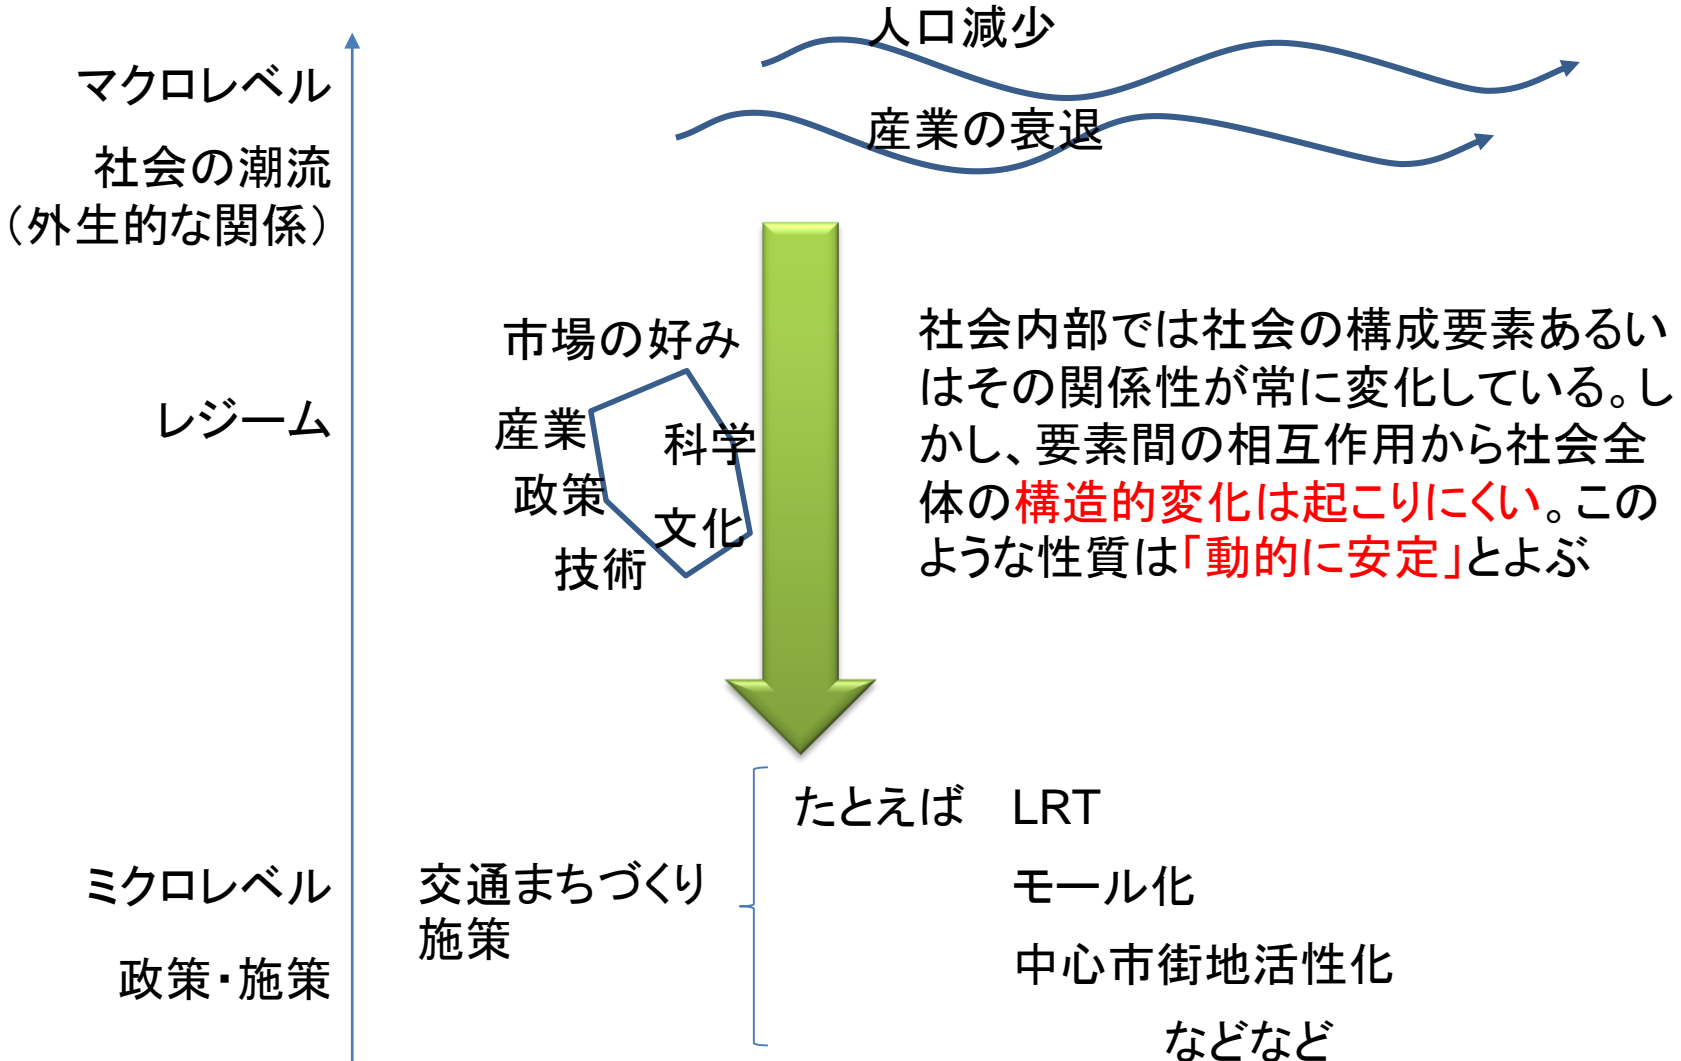 人口減少
マクロレベル
産業の衰退
社会の潮流
（外生的な関係）
市場の好み
レジーム
産業
科学
政策
文化
技術
社会内部では社会の構成要素あるい
はその関係性が常に変化している。し
かし、要素間の相互作用から社会全
体の構造的変化は起こりにくい。この
ような性質は「動的に安定」とよぶ
たとえば　LRT
ミクロレベル
交通まちづくり
施策
モール化
政策・施策
中心市街地活性化
などなど